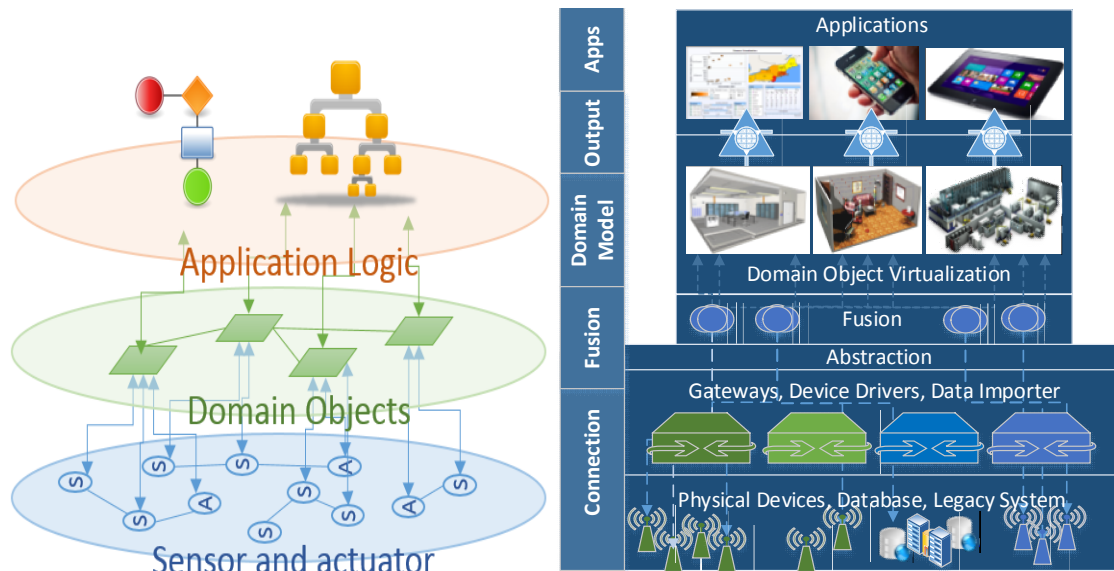 Application Logic
Domain Objects
S
S
S
A
S
S
A
S
A
S
S
Sensor and actuator
Apps
Output
Domain
Model
Fusion
Connection
Applications
Domain Object Virtualization
Fusion
Abstraction
Gateways, Device Drivers, Data Importer
Physical Devices, Database, Legacy System